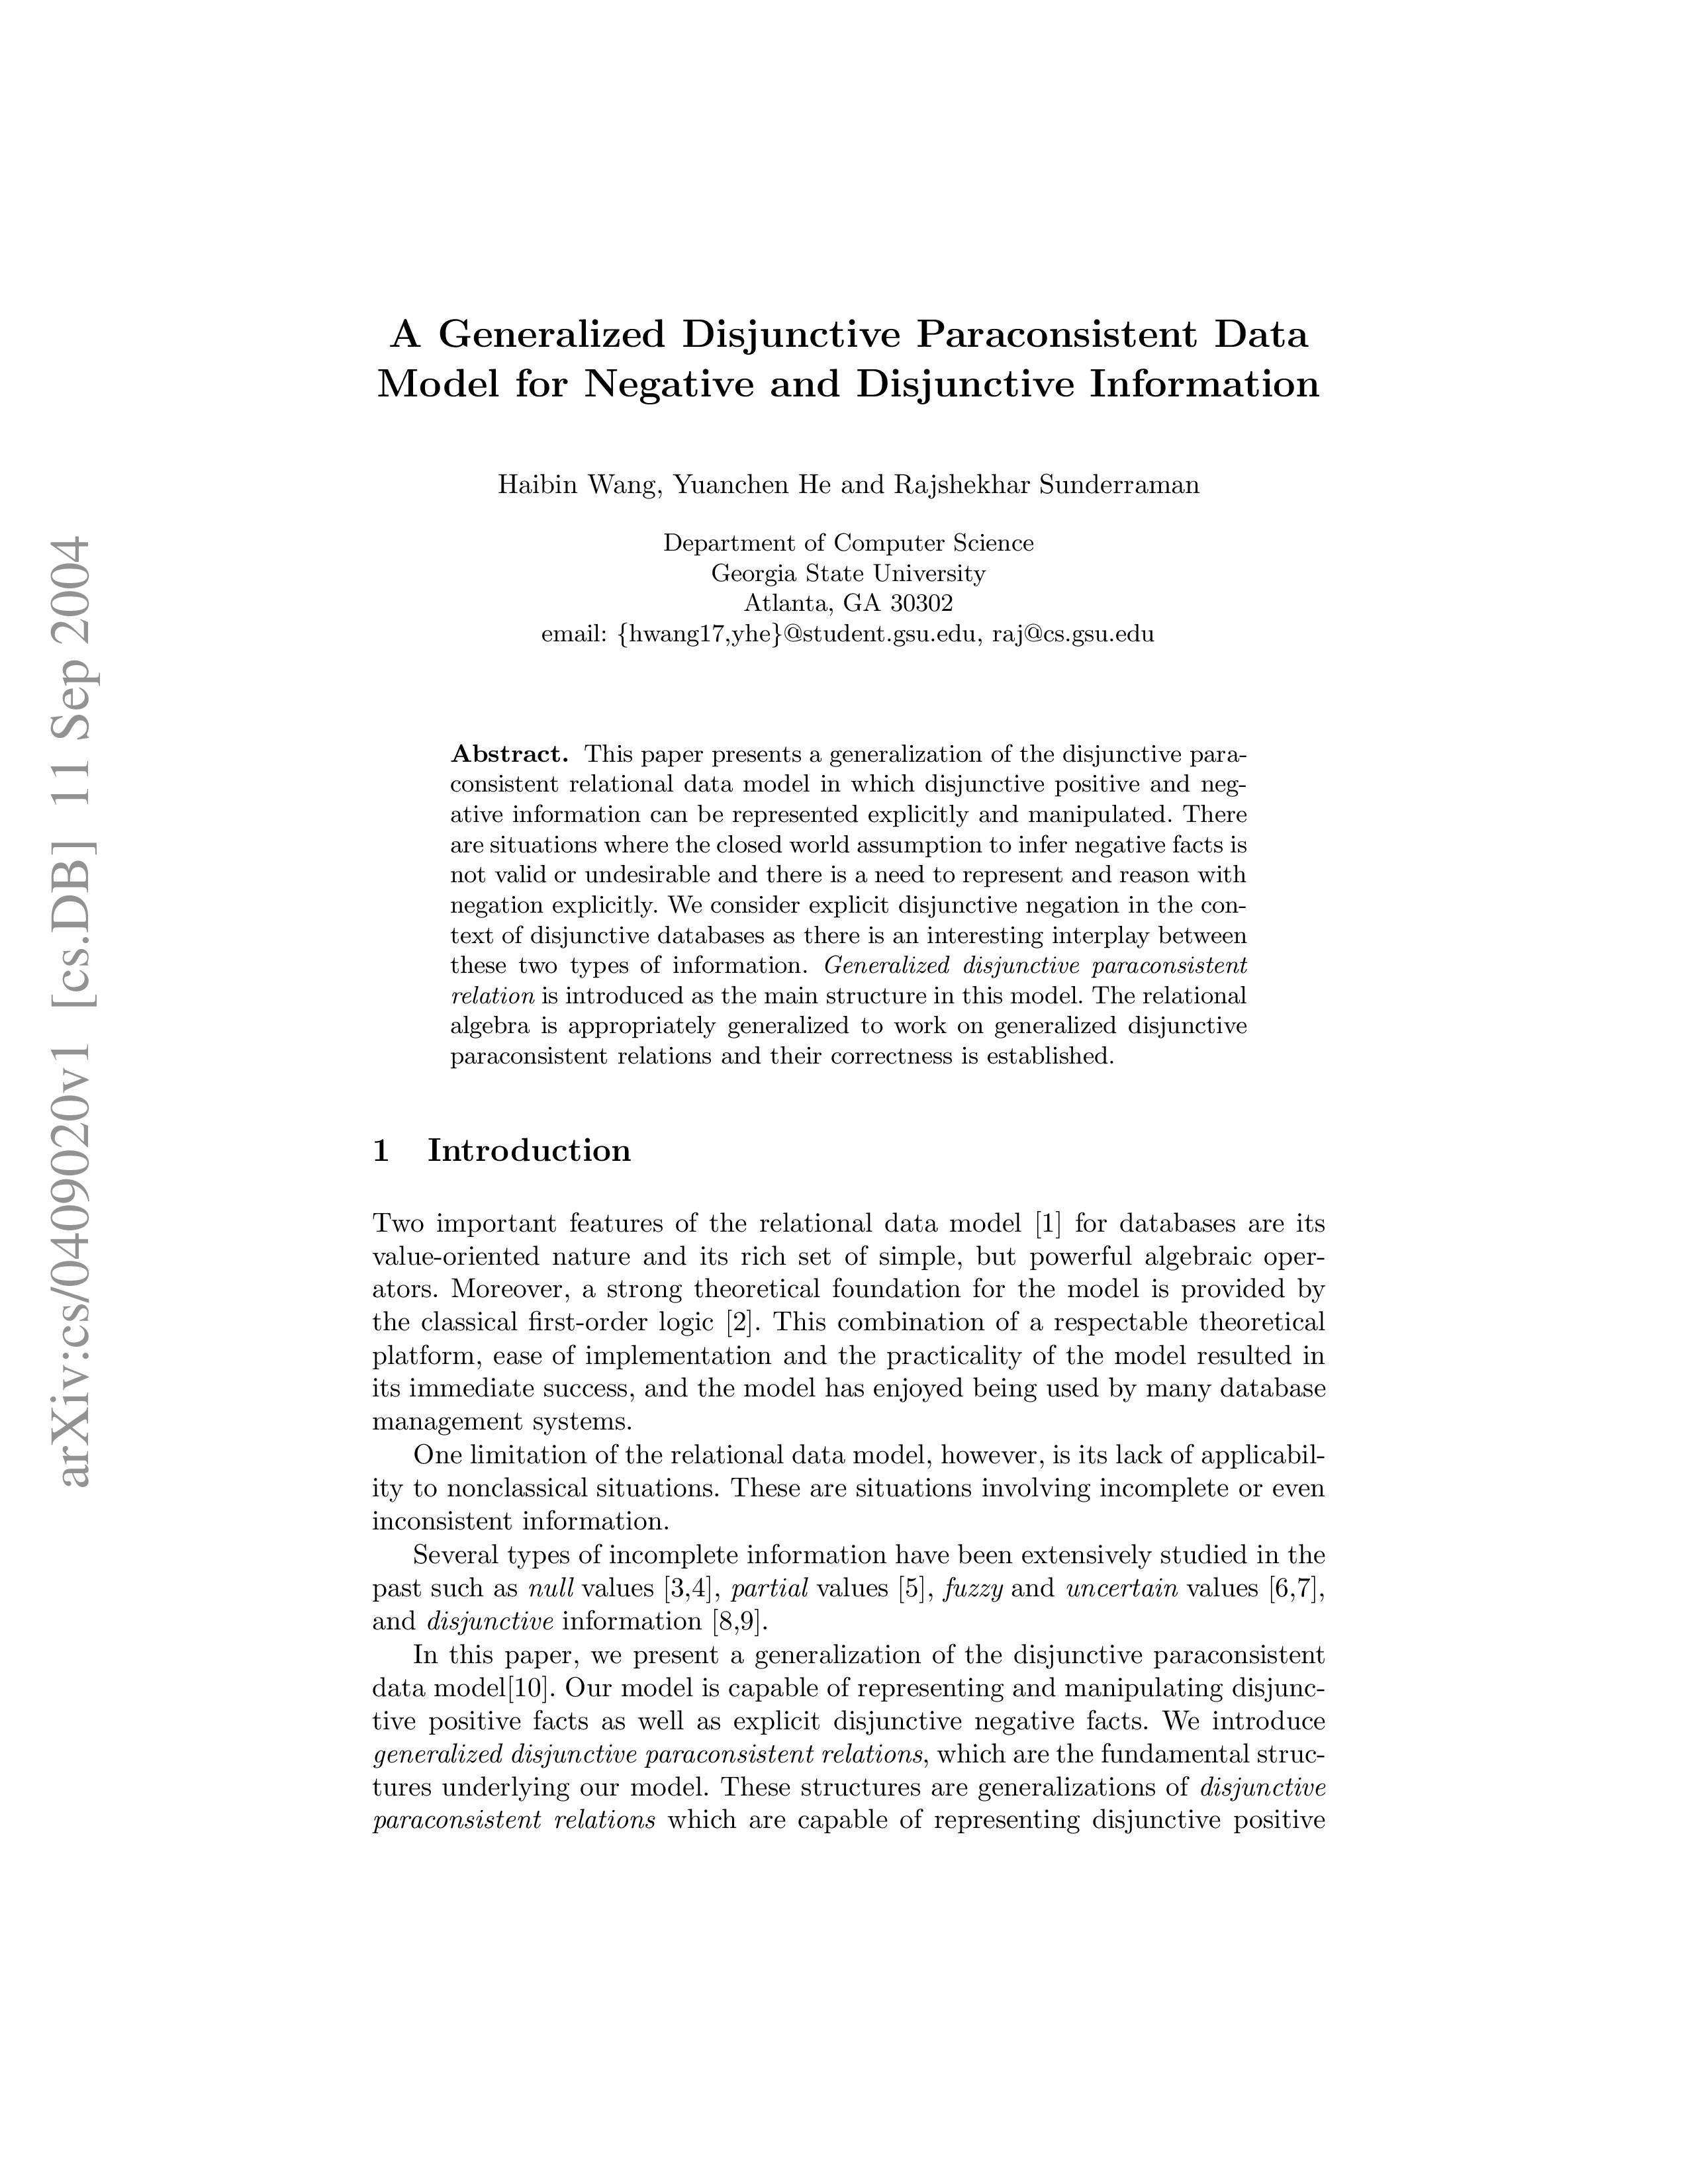 A Generalized Disjunctive Paraconsistent Data
Model for Negative and Disjunctive Information
Haibin Wang, Yuanchen He and Rajshekhar Sunderraman
Department of Computer Science
Georgia State University
Atlanta, GA 30302
email: {hwang17,yhe}@student.gsu.edu, raj@cs.gsu.edu
Abstract. This paper presents a generalization of the disjunctive para-
consistent relational data model in which disjunctive positive and neg-
ative information can be represented explicitly and manipulated. There
are situations where the closed world assumption to infer negative facts is
not valid or undesirable and there is a need to represent and reason with
negation explicitly. We consider explicit disjunctive negation in the con-
text of disjunctive databases as there is an interesting interplay between
these two types of information. Generalized disjunctive paraconsistent
relation is introduced as the main structure in this model. The relational
algebra is appropriately generalized to work on generalized disjunctive
paraconsistent relations and their correctness is established.
1 Introduction
Two important features of the relational data model [1] for databases are its
value-oriented nature and its rich set of simple, but powerful algebraic oper-
ators. Moreover, a strong theoretical foundation for the model is provided by
the classical first-order logic [2]. This combination of a respectable theoretical
platform, ease of implementation and the practicality of the model resulted in
its immediate success, and the model has enjoyed being used by many database
management systems.
One limitation of the relational data model, however, is its lack of applicabil-
ity to nonclassical situations. These are situations involving incomplete or even
inconsistent information.
Several types of incomplete information have been extensively studied in the
past such as null values [3,4], partial values [5], fuzzy and uncertain values [6,7],
and disjunctive information [8,9].
In this paper, we present a generalization of the disjunctive paraconsistent
data model[10]. Our model is capable of representing and manipulating disjunc-
tive positive facts as well as explicit disjunctive negative facts. We introduce
generalized disjunctive paraconsistent relations, which are the fundamental struc-
tures underlying our model. These structures are generalizations of disjunctive
paraconsistent relations which are capable of representing disjunctive positive
arXiv:cs/0409020v1 [cs.DB] 11 Sep 2004